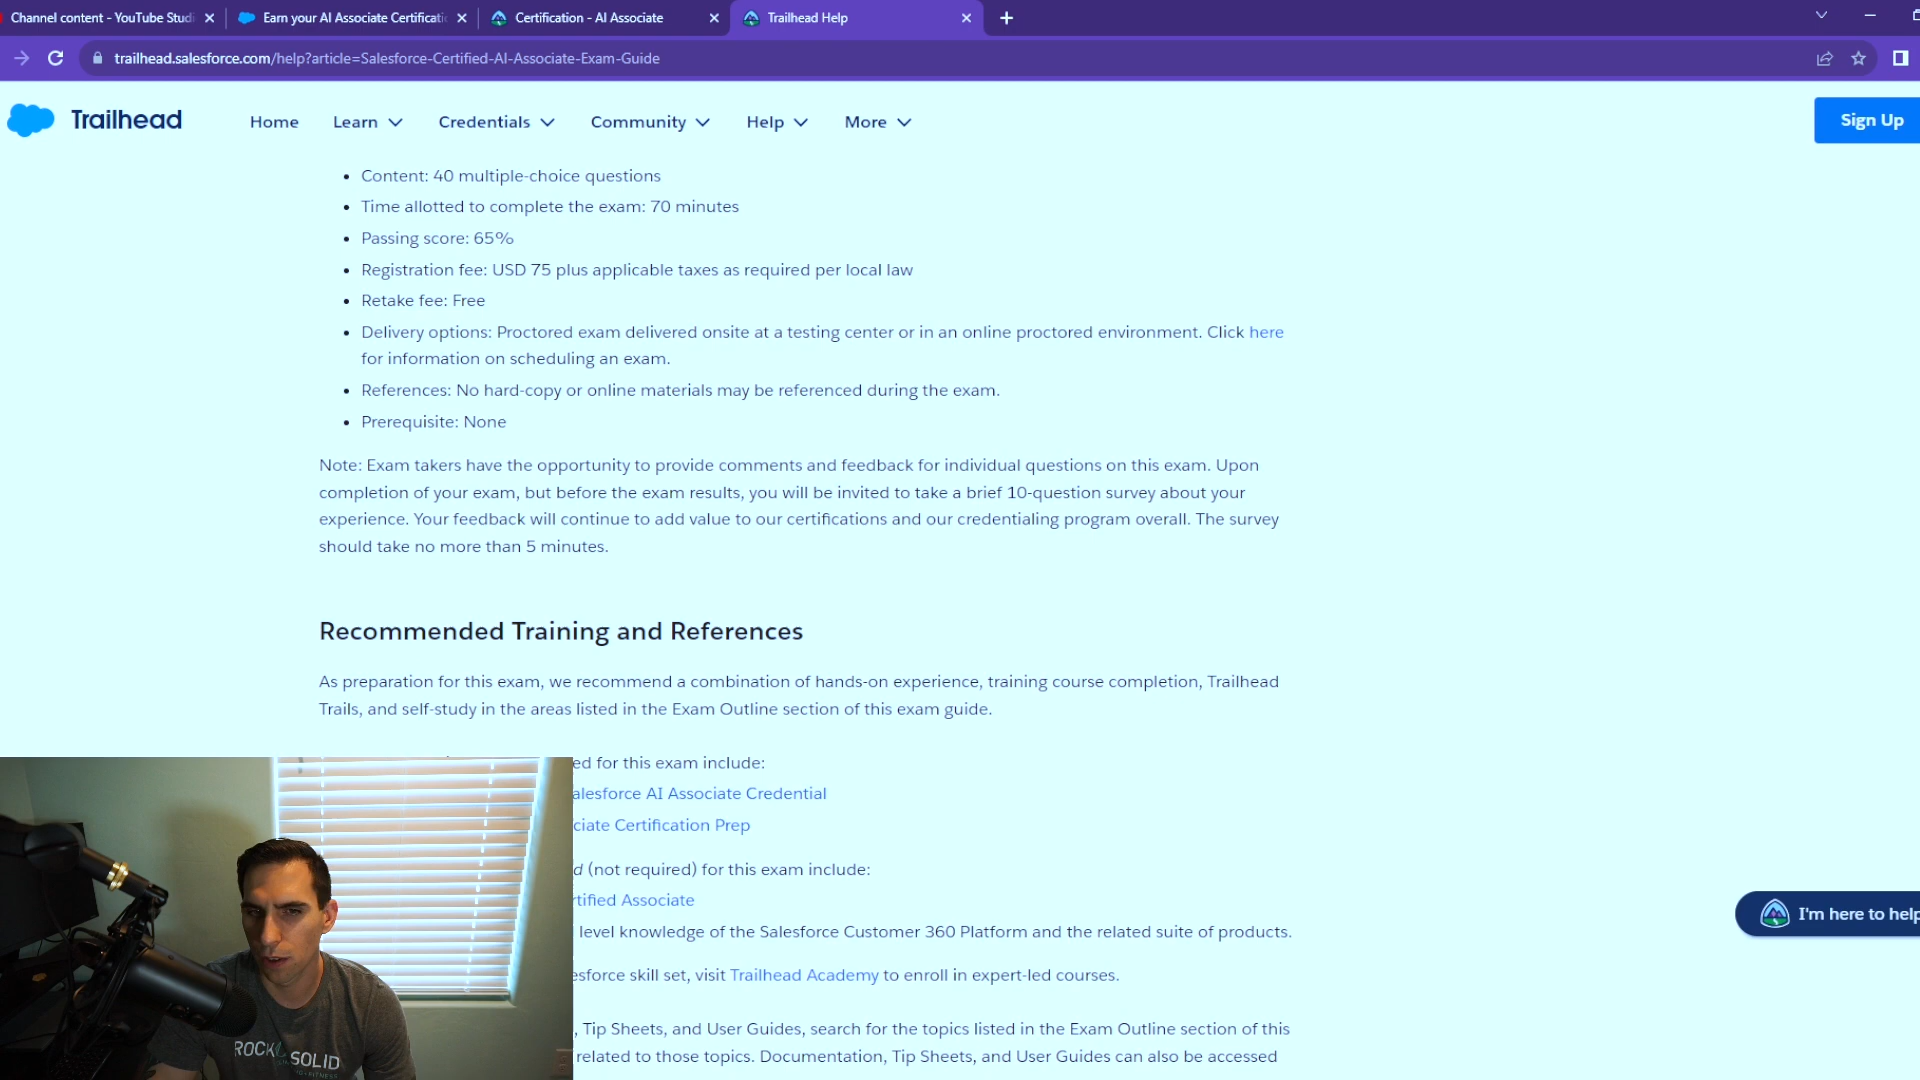 Channel content - YouTube Studi
Earn your AI Associate Certificati
Certification - AI Associate
Trailhead Help
trailhead.salesforce.com/help?article=Salesforce-Certified-AI-Associate-Exam-Guide
Trailhead
Home
Learn
Credentials
Community
Help
More
Sign Up
• Content: 40 multiple-choice questions
• Time allotted to complete the exam: 70 minutes
• Passing score: 65%
• Registration fee: USD 75 plus applicable taxes as required per local law
• Retake fee: Free
• Delivery options: Proctored exam delivered onsite at a testing center or in an online proctored environment. Click here
for information on scheduling an exam.
• References: No hard-copy or online materials may be referenced during the exam.
• Prerequisite: None
Note: Exam takers have the opportunity to provide comments and feedback for individual questions on this exam. Upon
completion of your exam, but before the exam results, you will be invited to take a brief 10-question survey about your
experience. Your feedback will continue to add value to our certifications and our credentialing program overall. The survey
should take no more than 5 minutes.
Recommended Training and References
As preparation for this exam, we recommend a combination of hands-on experience, training course completion, Trailhead
Trails, and self-study in the areas listed in the Exam Outline section of this exam guide.
ed for this exam include:
alesforce AI Associate Credential
ciate Certification Prep
d (not required) for this exam include:
rtified Associate
level knowledge of the Salesforce Customer 360 Platform and the related suite of products.
esforce skill set, visit Trailhead Academy to enroll in expert-led courses.
, Tip Sheets, and User Guides, search for the topics listed in the Exam Outline section of this
related to those topics. Documentation, Tip Sheets, and User Guides can also be accessed
I'm here to help
ROCK SOLID